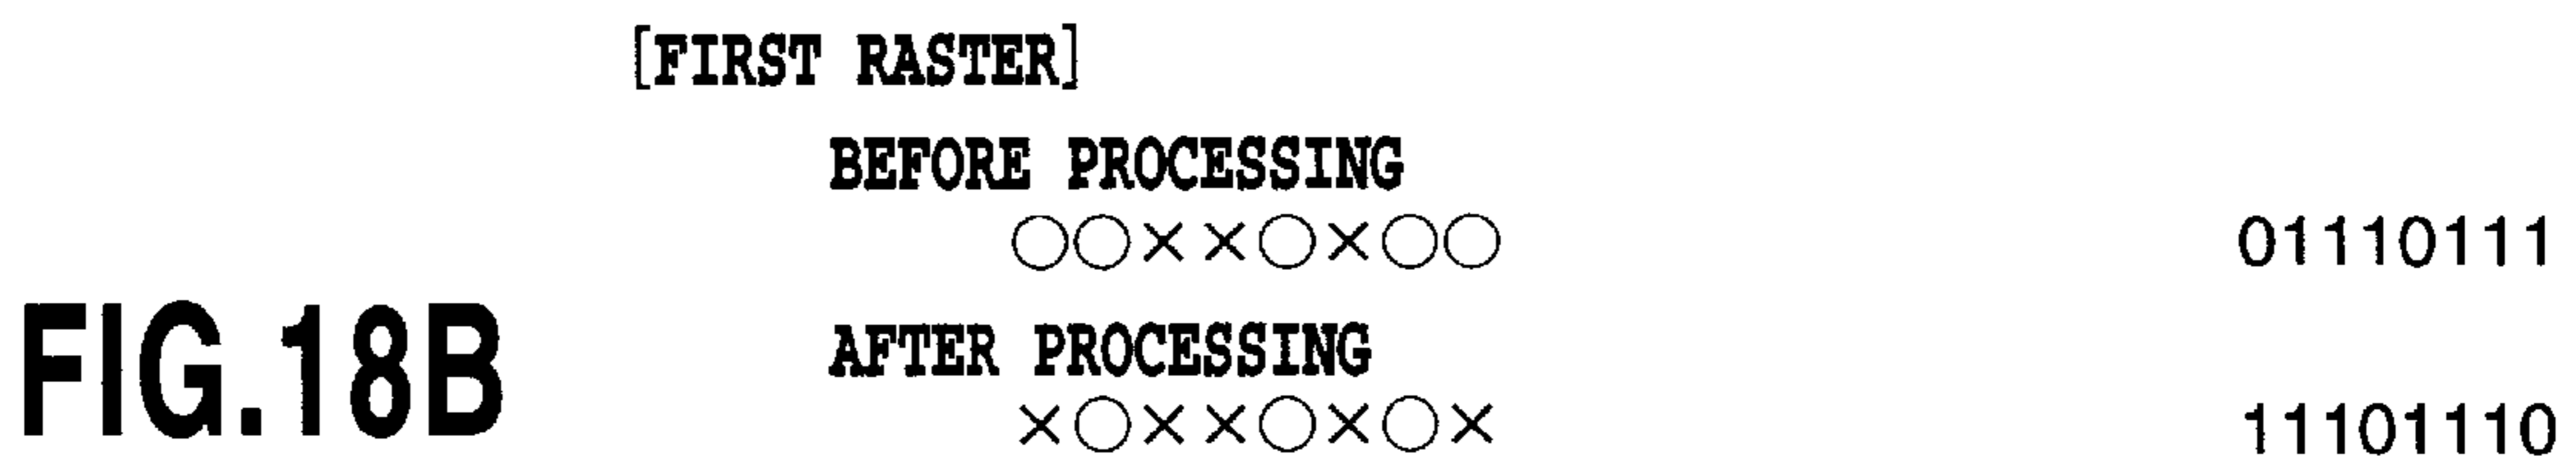 [FIRST RASTER]
BEFORE PROCESSING
○○××○×○○ 01110111
FIG.18B
AFTER PROCESSING
×○××○×○× 11101110